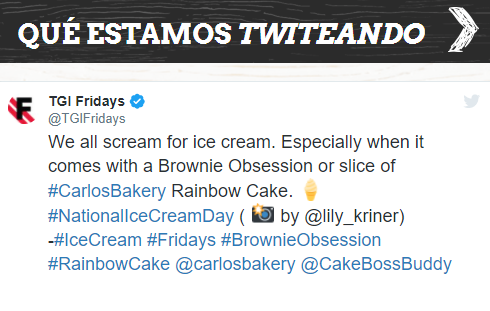 QUÉ ESTAMOS TWITEANDO
TGI Fridays
@TGIFridays
We all scream for ice cream. Especially when it
comes with a Brownie Obsession or slice of
#CarlosBakery Rainbow Cake. 🍦
#NationalIceCreamDay ( 📸 by @lily_kriner)
-#IceCream #Fridays #BrownieObsession
#RainbowCake @carlosbakery @CakeBossBuddy